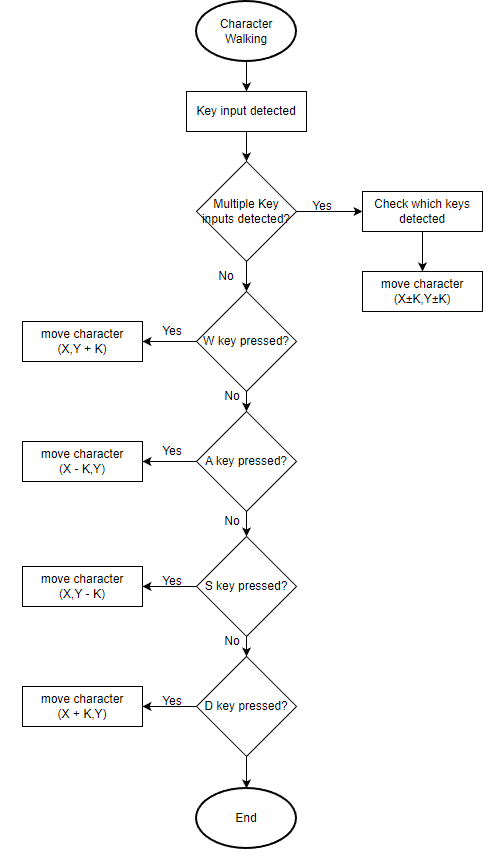 Character
Walking
Key input detected
Multiple Key
inputs detected?
Yes
Check which keys
detected
No
move character
(X±K,Y±K)
move character
(X,Y + K)
Yes
W key pressed?
No
move character
(X - K,Y)
Yes
A key pressed?
No
move character
(X,Y - K)
Yes
S key pressed?
No
move character
(X + K,Y)
Yes
D key pressed?
End